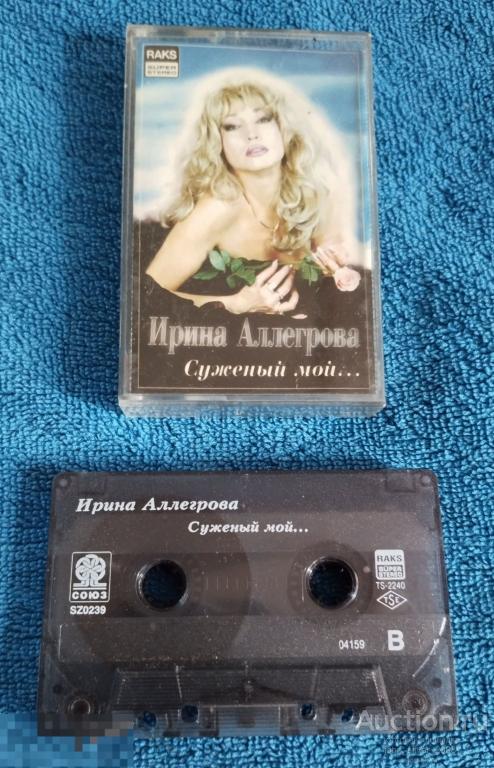 RAKS
SÜPER
STEREO
Ирина Аллегрова
Суженый мой...
Ирина Аллегрова
Суженый мой...
СОЮЗ
SZ0239
RAKS
SÜPER
STEREO
TS-2240
TSE
04159 B
Auction.ru